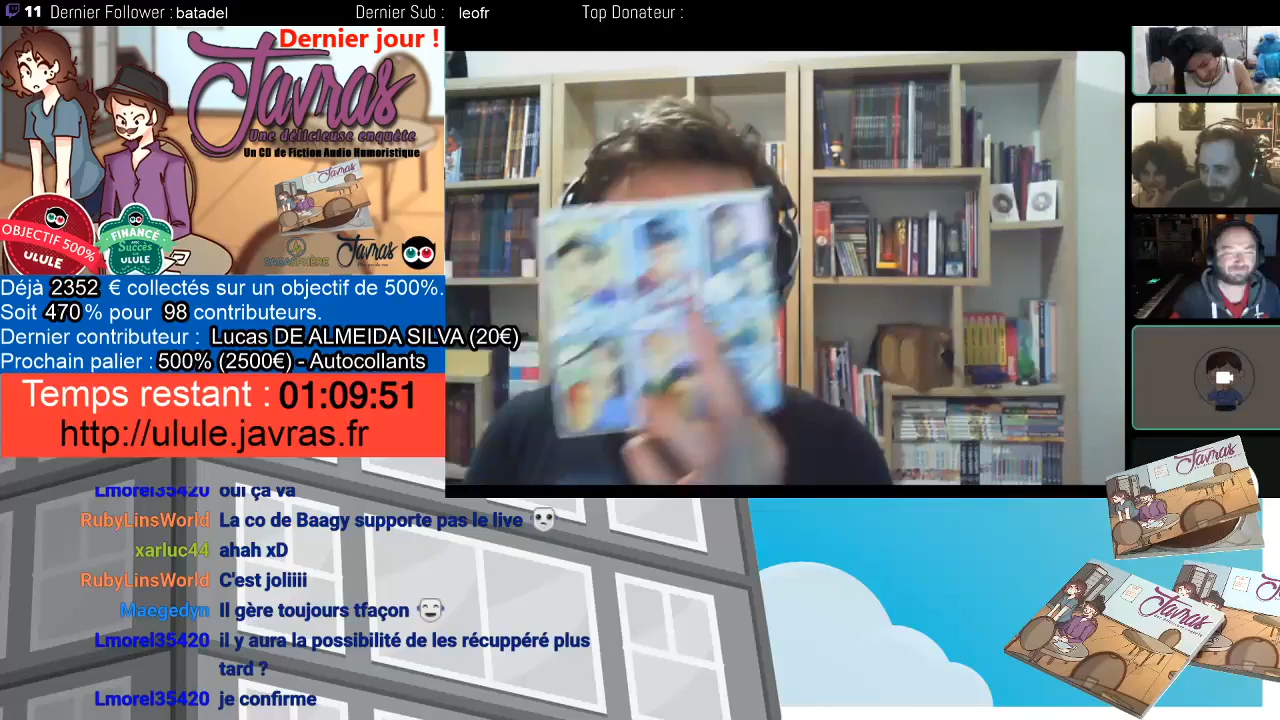 11 Dernier Follower : batadel
Dernier Sub : leofr
Top Donateur :
Dernier jour !
Javras
Une délicieuse enquête
Un CD de Fiction Audio Humoristique
OBJECTIF 500%
ULULE
FINANCÉ
AVEC
Succès
ULULE
SAGASPHÈRE
Javras
Déjà 2352 € collectés sur un objectif de 500%.
Soit 470% pour 98 contributeurs.
Dernier contributeur : Lucas DE ALMEIDA SILVA (20€)
Prochain palier : 500% (2500€) - Autocollants
Temps restant : 01:09:51
http://ulule.javras.fr
Lmorel35420 oui ça va
RubyLinsWorld La co de Baagy supporte pas le live
xarluc44 ahah xD
RubyLinsWorld C'est joliiii
Maegedyn Il gère toujours tfaçon
Lmorel35420 il y aura la possibilité de les récuppéré plus
tard ?
Lmorel35420 je confirme
Javras
Javras